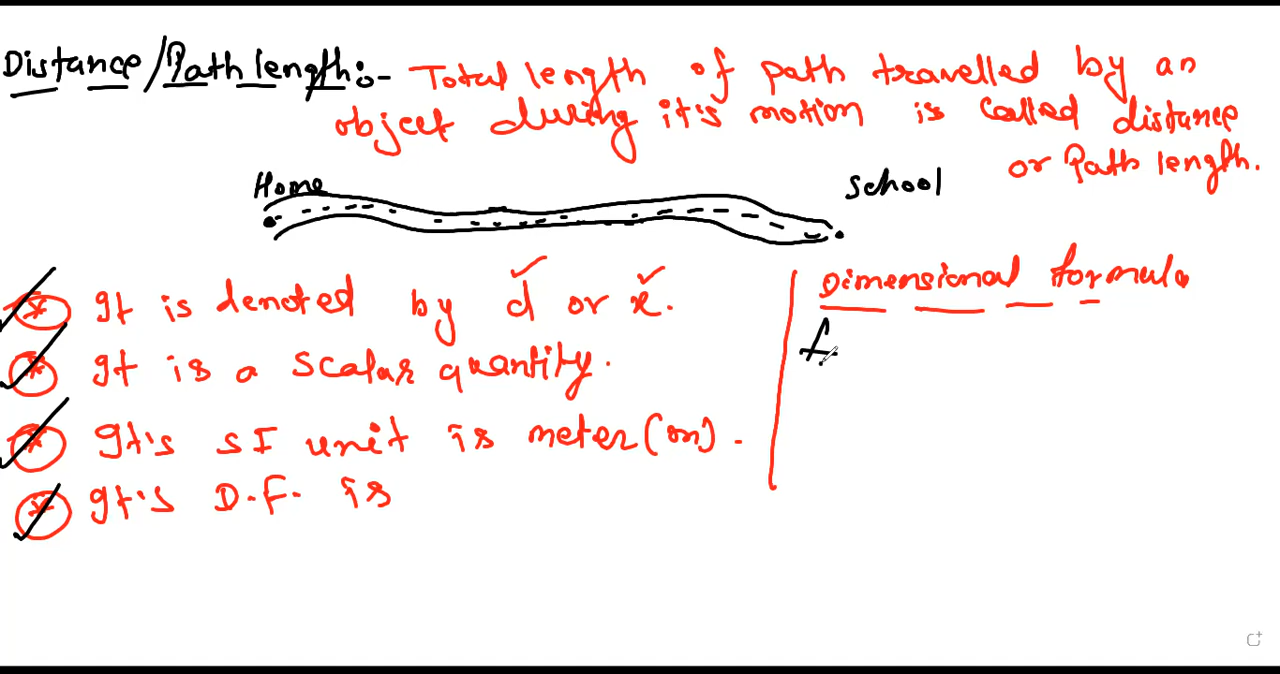 Distance/Path length:- Total length of path travelled by an
object during it's motion is called distance
or Path length.
Home
School
It is denoted by d or x.
It is a scalar quantity.
It's SI unit is meter(m).
It's D.F. is
Dimensional formula